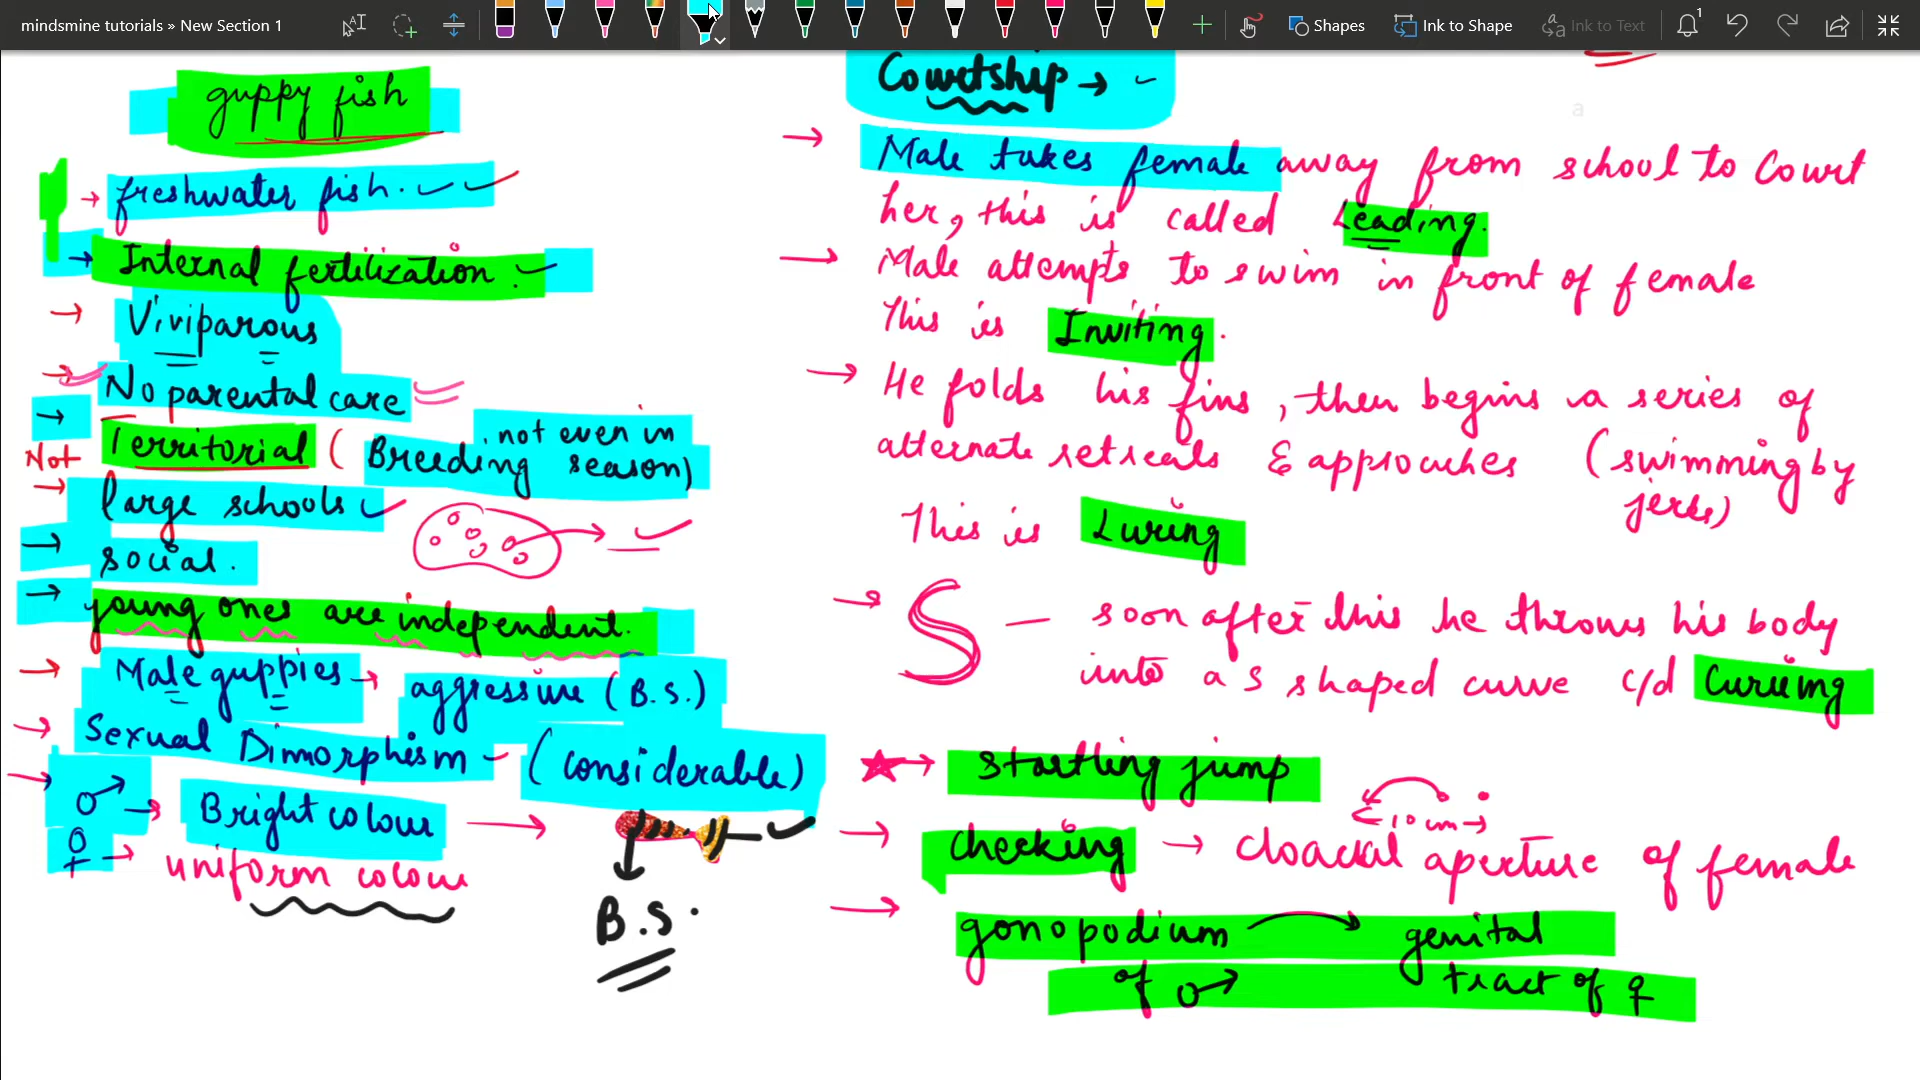 mindsmine tutorials » New Section 1
Shapes
Ink to Shape
Ink to Text
1
guppy fish
→ freshwater fish.
→ Internal fertilization.
→ Viviparous
→ No parental care
→ Territorial ( Breeding season)
not even in
Not
→ large schools
→ social.
→ young ones are independent.
→ Male guppies → aggressive (B.S.)
→ Sexual Dimorphism - (considerable)
→ ♂ → Bright colour →
♀ → uniform colour
B.S.
Courtship →
→ Male takes female away from school to court
her, this is called Leading.
→ Male attempts to swim in front of female
This is Inviting.
→ He folds his fins, then begins a series of
alternate retreats & approaches (swimming by
jerks)
This is Luring
→ S — soon after this he throws his body
into a S shaped curve c/d Curving
→ startling jump
10 cm
→ checking → cloacal aperture of female
→ gonopodium → genital
of ♂ tract of ♀
a